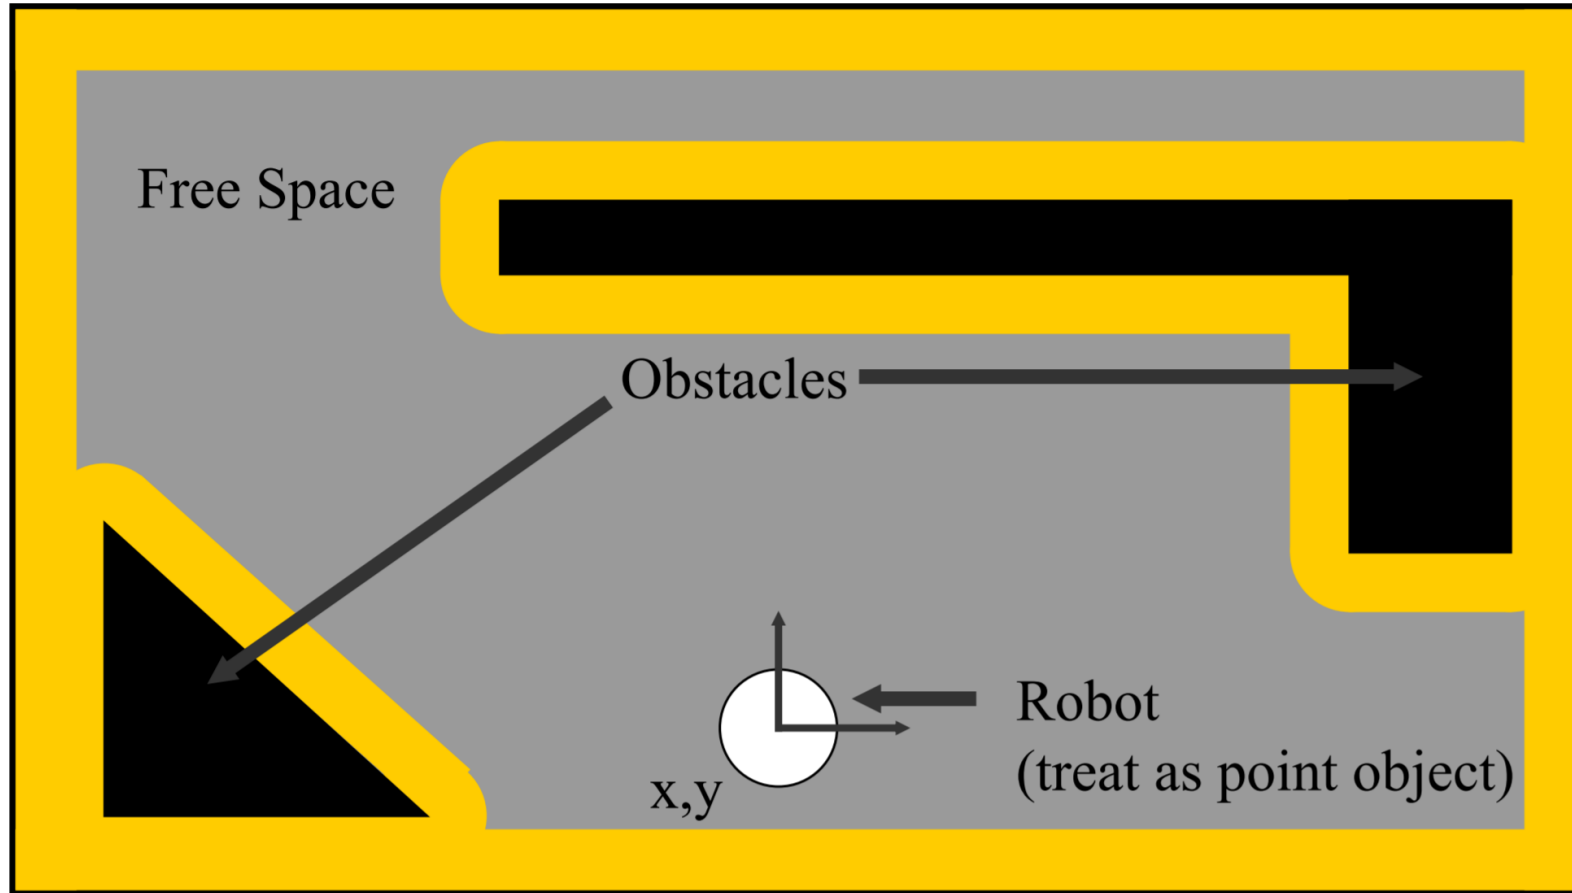 Free Space
Obstacles
Robot
(treat as point object)
x,y